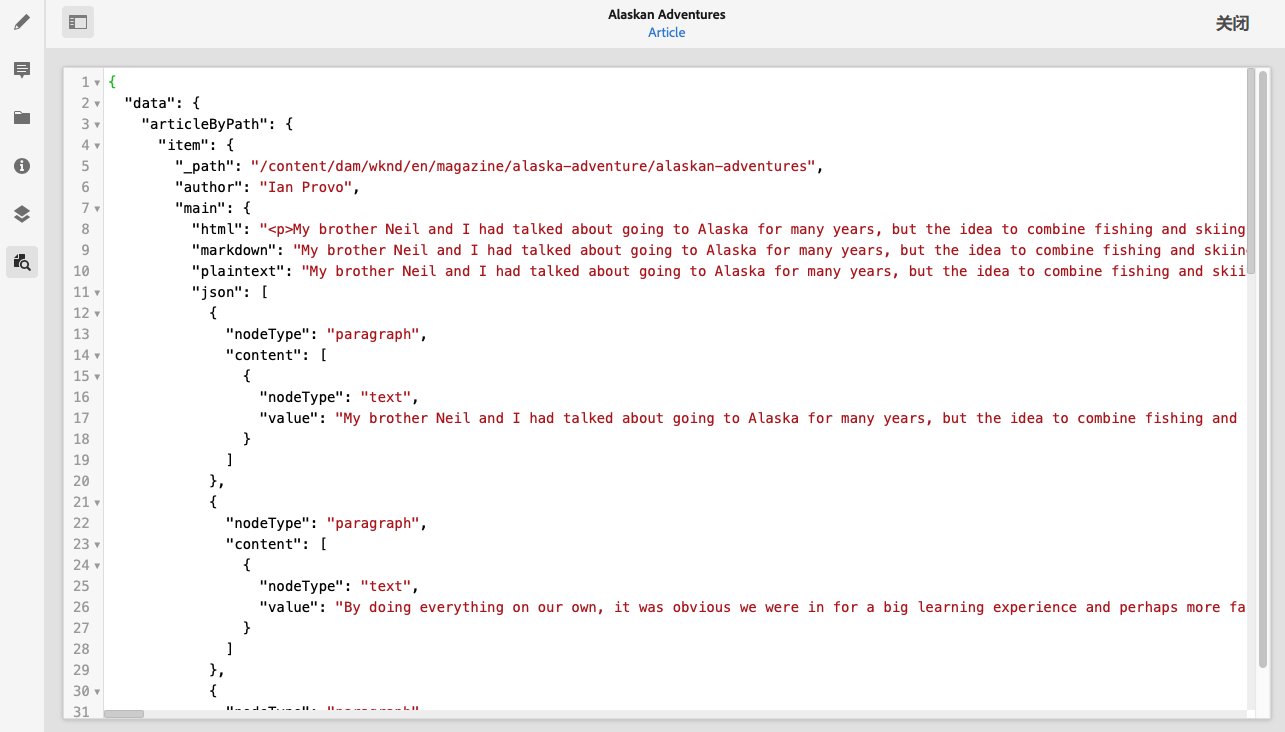 Alaskan Adventures
Article
关闭
1 {
2 "data": {
3 "articleByPath": {
4 "item": {
5 "_path": "/content/dam/wknd/en/magazine/alaska-adventure/alaskan-adventures",
6 "author": "Ian Provo",
7 "main": {
8 "html": "<p>My brother Neil and I had talked about going to Alaska for many years, but the idea to combine fishing and skiing
9 "markdown": "My brother Neil and I had talked about going to Alaska for many years, but the idea to combine fishing and skiin
10 "plaintext": "My brother Neil and I had talked about going to Alaska for many years, but the idea to combine fishing and skii
11 "json": [
12 {
13 "nodeType": "paragraph",
14 "content": [
15 {
16 "nodeType": "text",
17 "value": "My brother Neil and I had talked about going to Alaska for many years, but the idea to combine fishing and
18 }
19 ]
20 },
21 {
22 "nodeType": "paragraph",
23 "content": [
24 {
25 "nodeType": "text",
26 "value": "By doing everything on our own, it was obvious we were in for a big learning experience and perhaps more fa
27 }
28 ]
29 },
30 {
31 "nodeType": "paragraph"